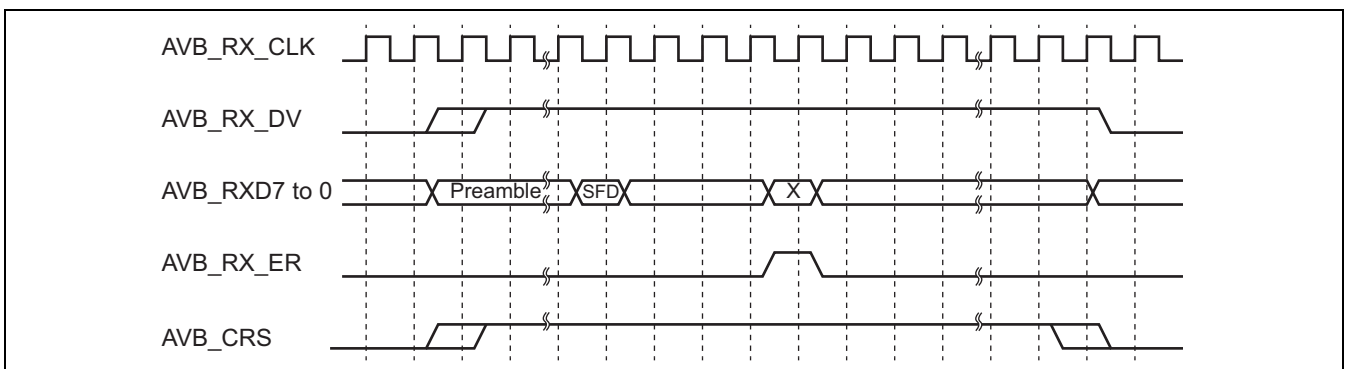 AVB_RX_CLK
AVB_RX_DV
AVB_RXD7 to 0 Preamble SFD X
AVB_RX_ER
AVB_CRS